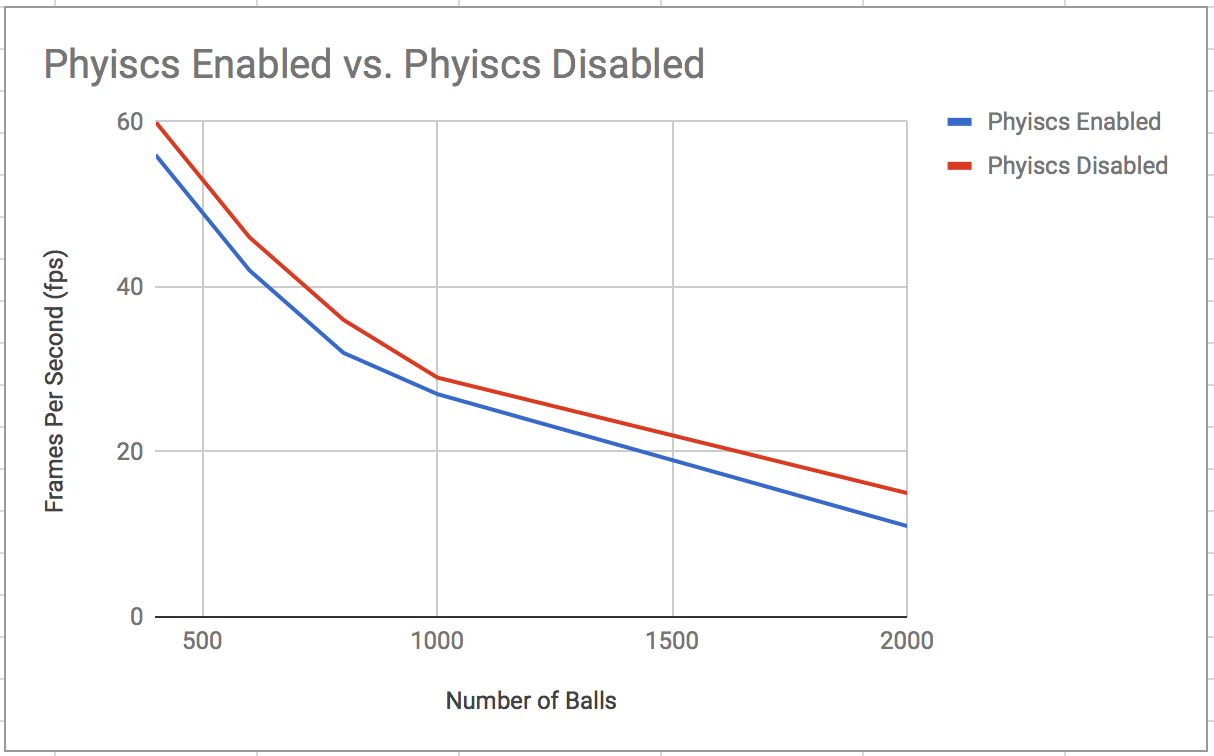 Phyiscs Enabled vs. Phyiscs Disabled
Phyiscs Enabled
Phyiscs Disabled
Frames Per Second (fps)
60
40
20
0
500 1000 1500 2000
Number of Balls